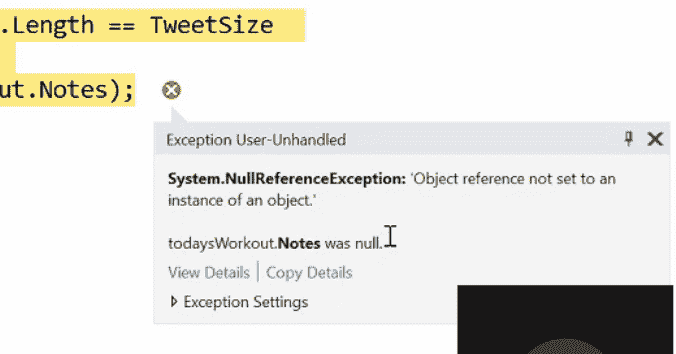 .Length == TweetSize
ut.Notes);
Exception User-Unhandled
System.NullReferenceException: 'Object reference not set to an
instance of an object.'
todaysWorkout.Notes was null.
View Details | Copy Details
Exception Settings